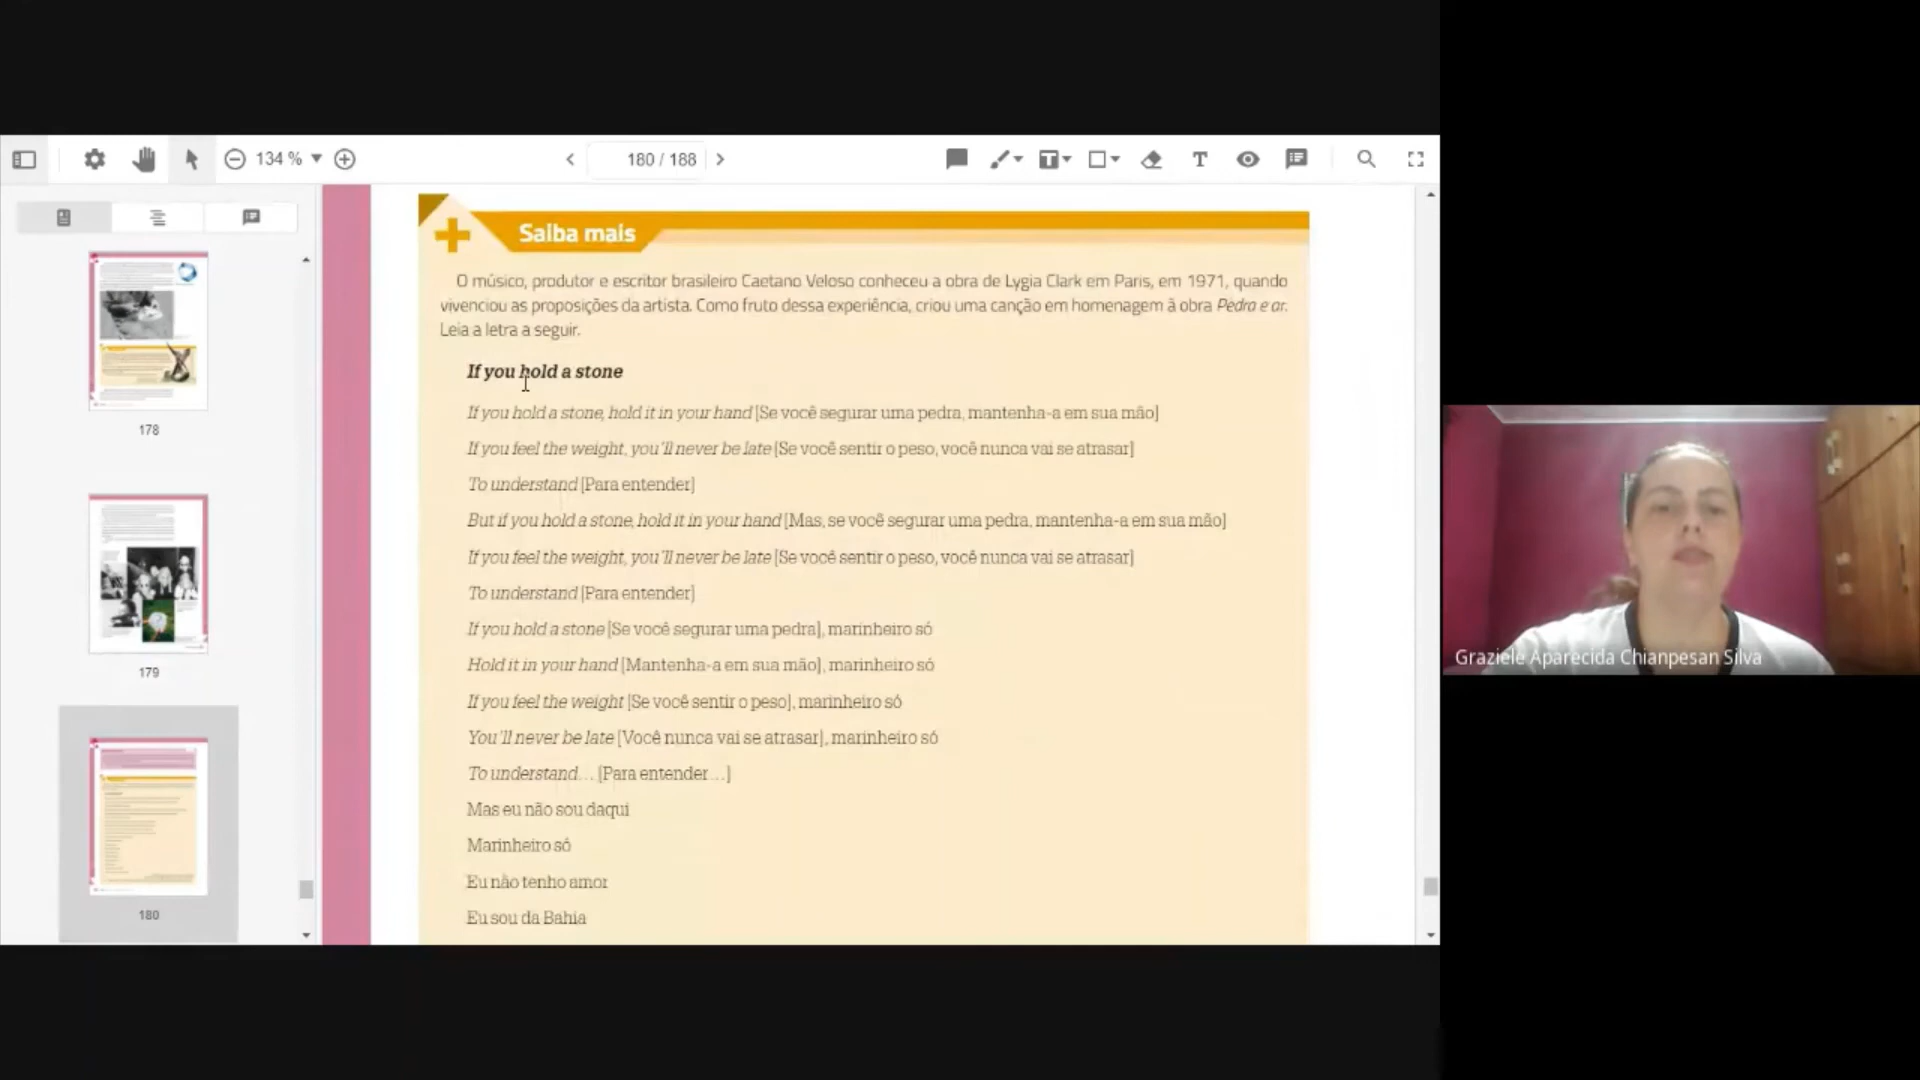 134 %
180 / 188
Saiba mais
O músico, produtor e escritor brasileiro Caetano Veloso conheceu a obra de Lygia Clark em Paris, em 1971, quando
vivenciou as proposições da artista. Como fruto dessa experiência, criou uma canção em homenagem à obra Pedra e ar.
Leia a letra a seguir.
If you hold a stone
If you hold a stone, hold it in your hand [Se você segurar uma pedra, mantenha-a em sua mão]
If you feel the weight, you'll never be late [Se você sentir o peso, você nunca vai se atrasar]
To understand [Para entender]
But if you hold a stone, hold it in your hand [Mas, se você segurar uma pedra, mantenha-a em sua mão]
If you feel the weight, you'll never be late [Se você sentir o peso, você nunca vai se atrasar]
To understand [Para entender]
If you hold a stone [Se você segurar uma pedra], marinheiro só
Hold it in your hand [Mantenha-a em sua mão], marinheiro só
If you feel the weight [Se você sentir o peso], marinheiro só
You'll never be late [Você nunca vai se atrasar], marinheiro só
To understand... [Para entender...]
Mas eu não sou daqui
Marinheiro só
Eu não tenho amor
Eu sou da Bahia
178
179
180
Graziele Aparecida Chianpesan Silva